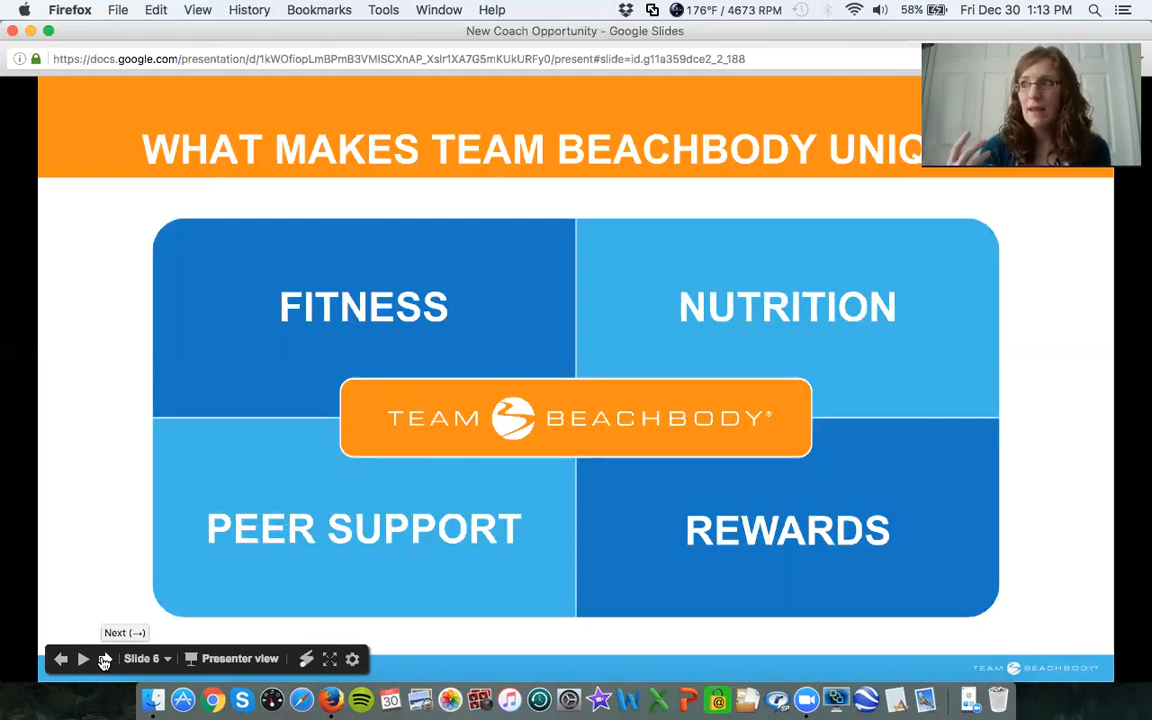 Firefox File Edit View History Bookmarks Tools Window Help 176°F / 4673 RPM 58% Fri Dec 30 1:13 PM
New Coach Opportunity - Google Slides
https://docs.google.com/presentation/d/1kWOfiopLmBPmB3VMISCXnAP_Xslr1XA7G5mKUkURFy0/present#slide=id.g11a359dce2_2_188
WHAT MAKES TEAM BEACHBODY UNIQ
FITNESS
NUTRITION
TEAM BEACHBODY®
PEER SUPPORT
REWARDS
Next (→)
Slide 6 Presenter view
TEAM BEACHBODY
30